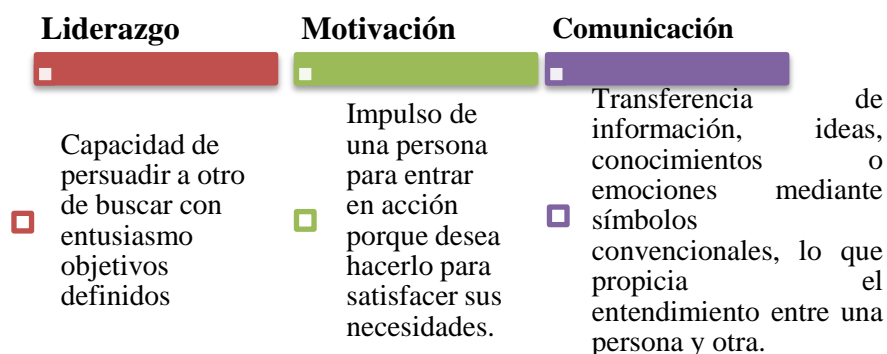 Liderazgo
Capacidad de
persuadir a otro
de buscar con
entusiasmo
objetivos
definidos
Motivación
Impulso de
una persona
para entrar
en acción
porque desea
hacerlo para
satisfacer sus
necesidades.
Comunicación
Transferencia de
información, ideas,
conocimientos o
emociones mediante
símbolos
convencionales, lo que
propicia el
entendimiento entre una
persona y otra.